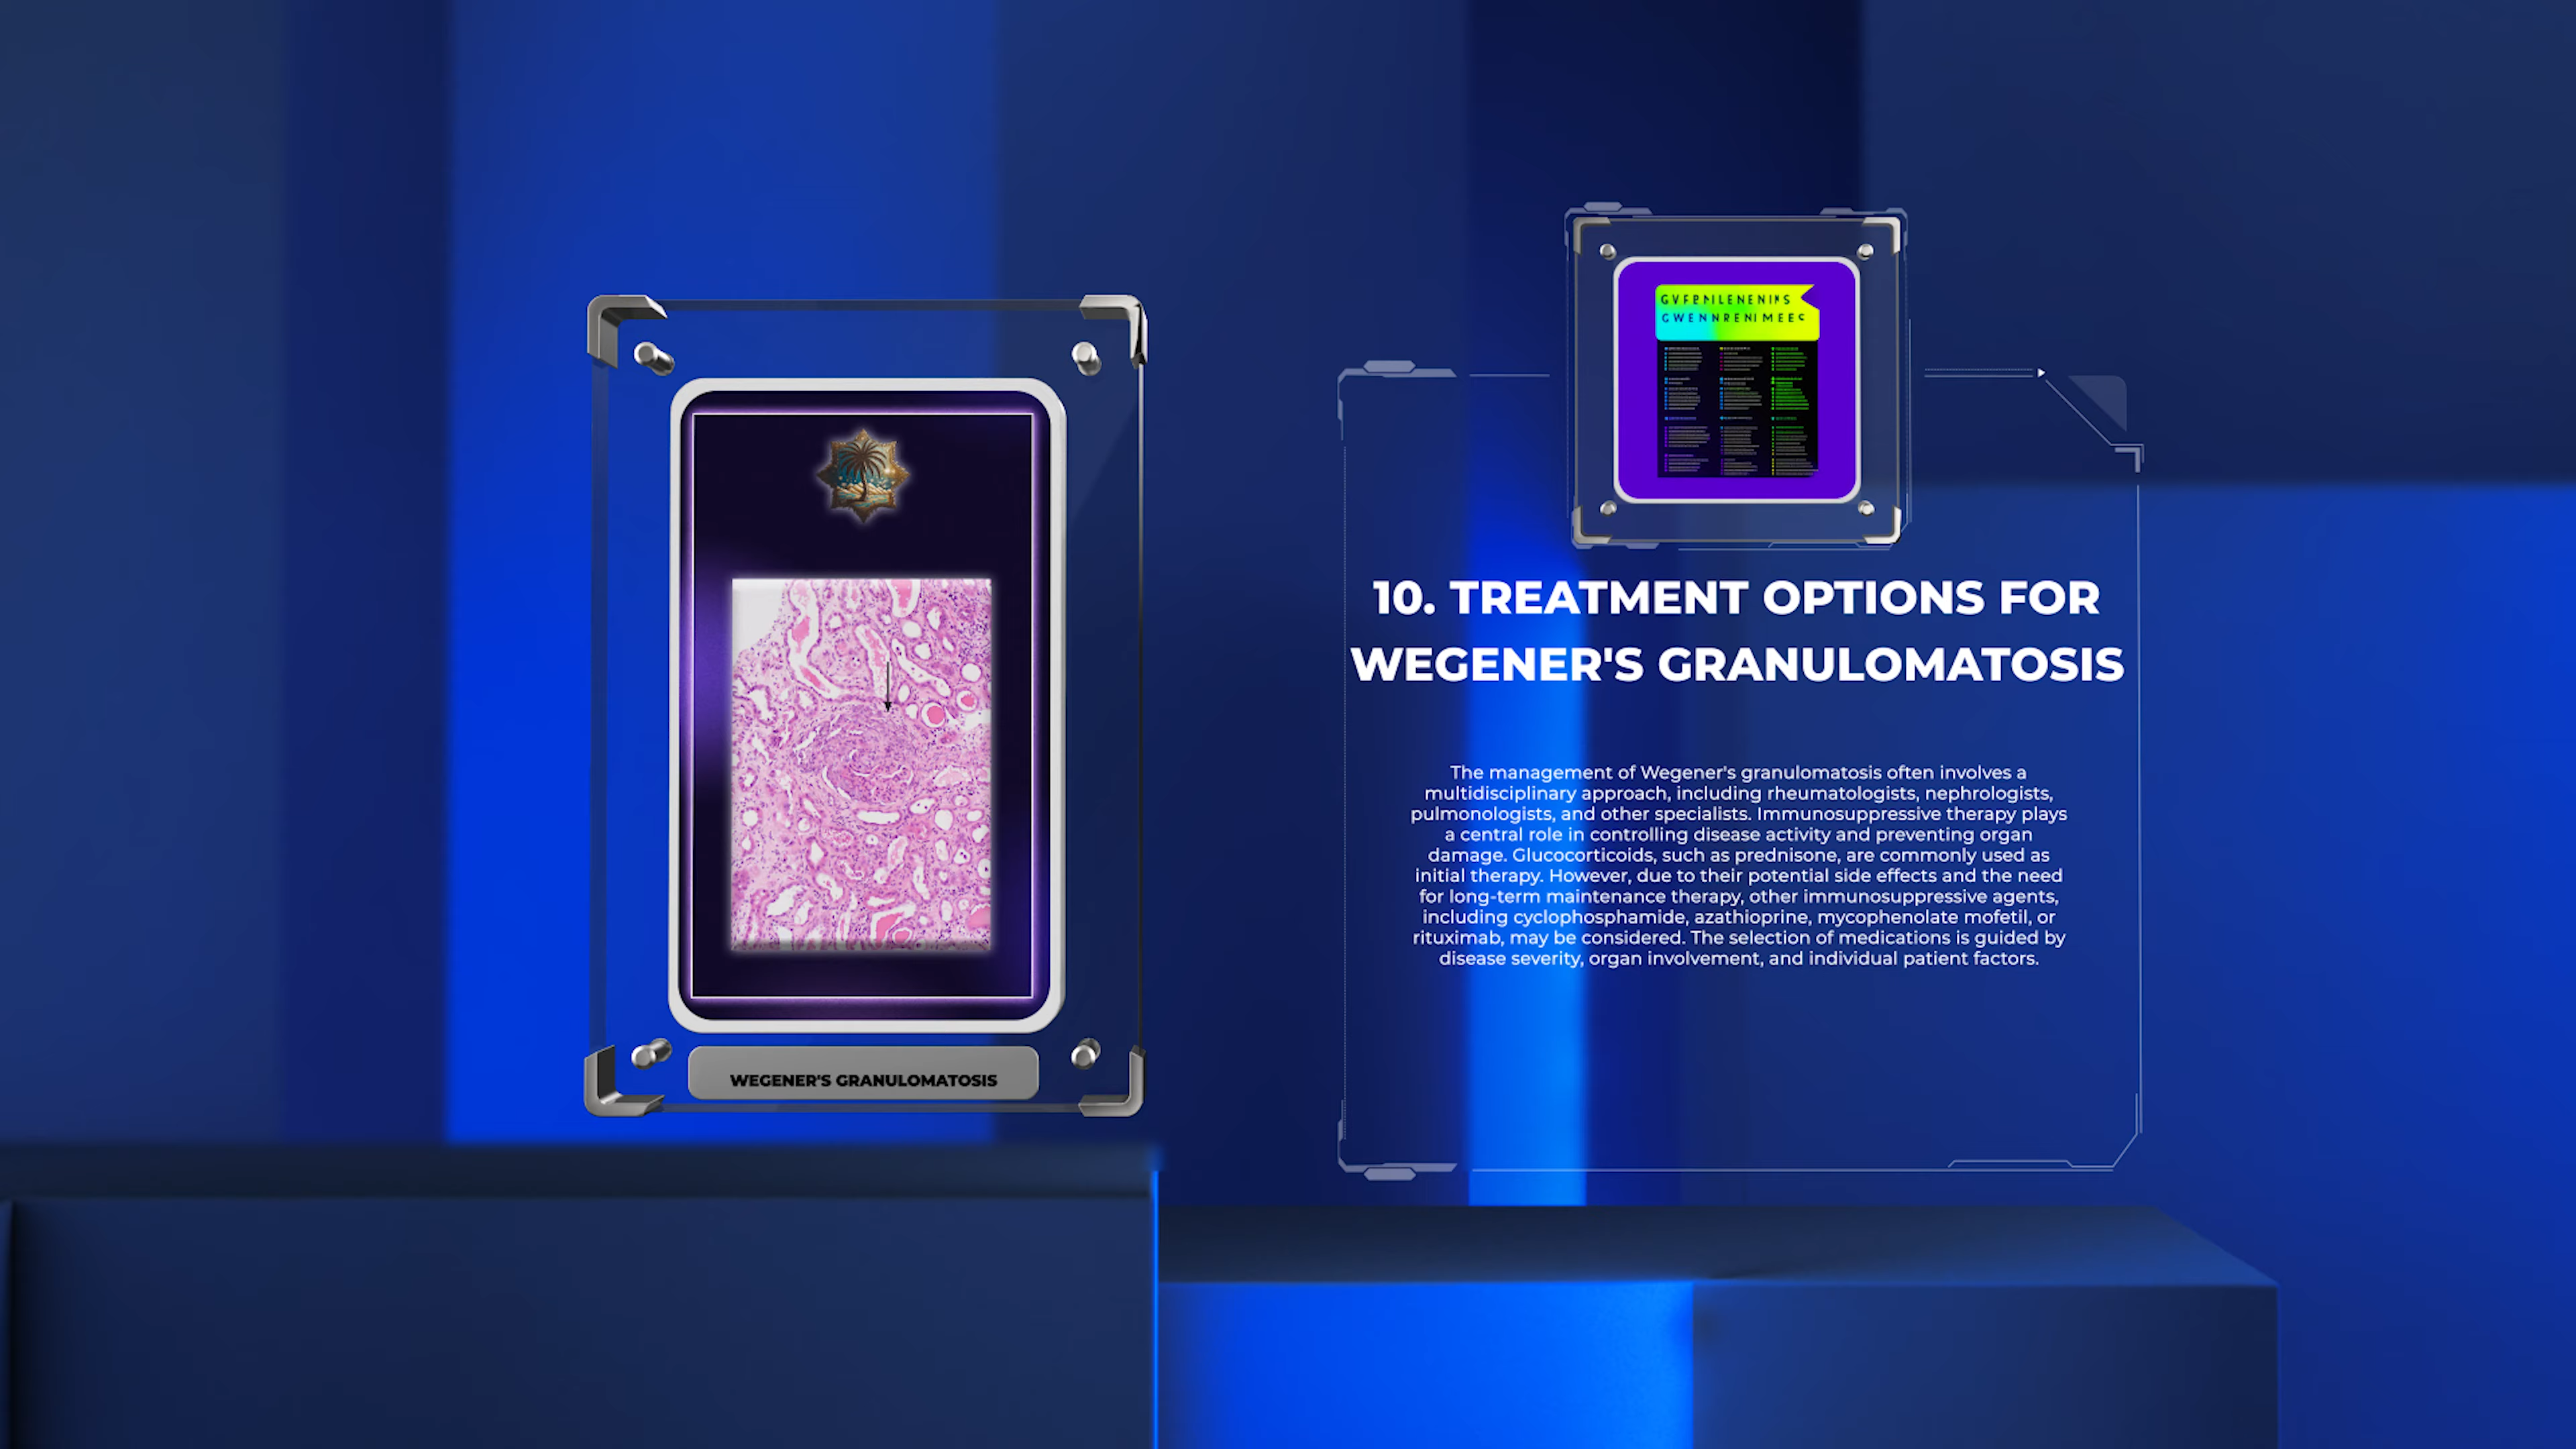 WEGENER'S GRANULOMATOSIS
GVFPNILENENINS
GWENNRENIMEEC
10. TREATMENT OPTIONS FOR
WEGENER'S GRANULOMATOSIS
The management of Wegener's granulomatosis often involves a
multidisciplinary approach, including rheumatologists, nephrologists,
pulmonologists, and other specialists. Immunosuppressive therapy plays
a central role in controlling disease activity and preventing organ
damage. Glucocorticoids, such as prednisone, are commonly used as
initial therapy. However, due to their potential side effects and the need
for long-term maintenance therapy, other immunosuppressive agents,
including cyclophosphamide, azathioprine, mycophenolate mofetil, or
rituximab, may be considered. The selection of medications is guided by
disease severity, organ involvement, and individual patient factors.